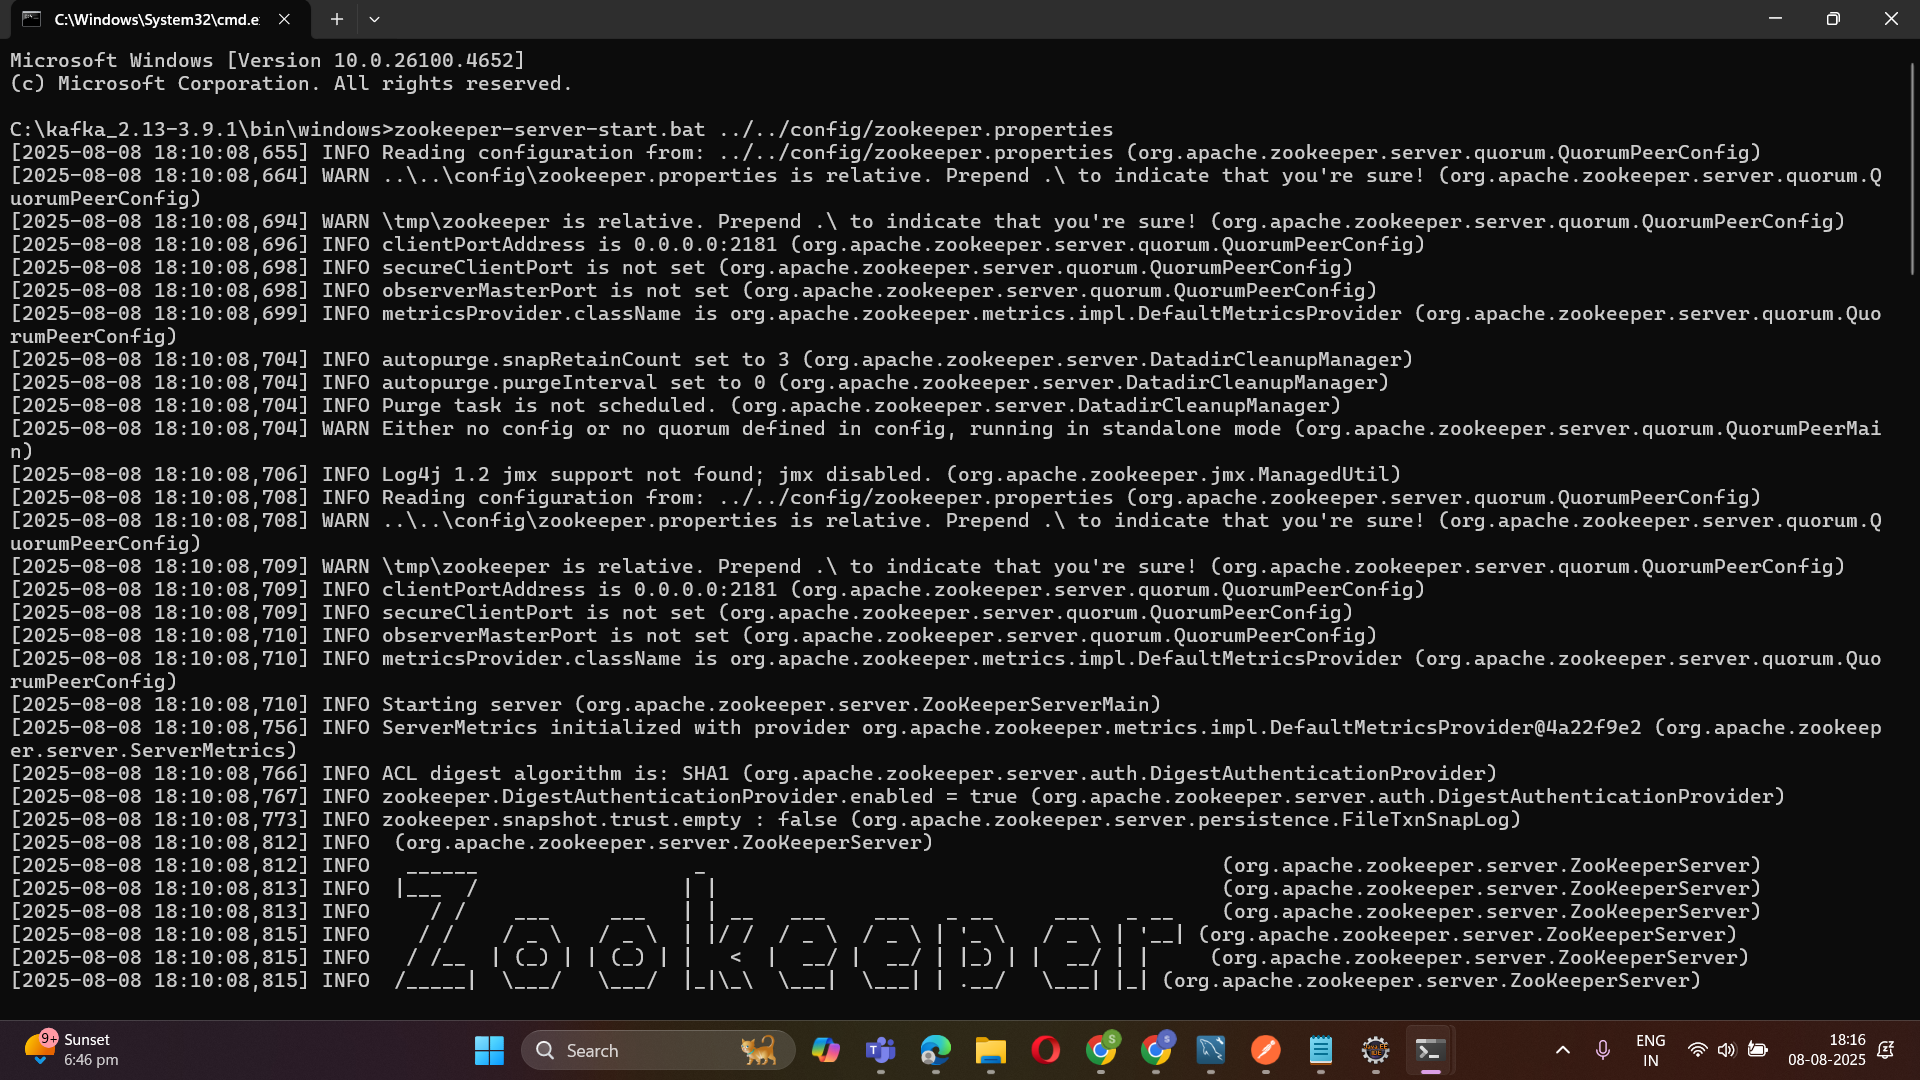 C:\Windows\System32\cmd.e
Microsoft Windows [Version 10.0.26100.4652]
(c) Microsoft Corporation. All rights reserved.
C:\kafka_2.13-3.9.1\bin\windows>zookeeper-server-start.bat ../../config/zookeeper.properties
[2025-08-08 18:10:08,655] INFO Reading configuration from: ../../config/zookeeper.properties (org.apache.zookeeper.server.quorum.QuorumPeerConfig)
[2025-08-08 18:10:08,664] WARN ..\..\config\zookeeper.properties is relative. Prepend .\ to indicate that you're sure! (org.apache.zookeeper.server.quorum.Q
uorumPeerConfig)
[2025-08-08 18:10:08,694] WARN \tmp\zookeeper is relative. Prepend .\ to indicate that you're sure! (org.apache.zookeeper.server.quorum.QuorumPeerConfig)
[2025-08-08 18:10:08,696] INFO clientPortAddress is 0.0.0.0:2181 (org.apache.zookeeper.server.quorum.QuorumPeerConfig)
[2025-08-08 18:10:08,698] INFO secureClientPort is not set (org.apache.zookeeper.server.quorum.QuorumPeerConfig)
[2025-08-08 18:10:08,698] INFO observerMasterPort is not set (org.apache.zookeeper.server.quorum.QuorumPeerConfig)
[2025-08-08 18:10:08,699] INFO metricsProvider.className is org.apache.zookeeper.metrics.impl.DefaultMetricsProvider (org.apache.zookeeper.server.quorum.Quo
rumPeerConfig)
[2025-08-08 18:10:08,704] INFO autopurge.snapRetainCount set to 3 (org.apache.zookeeper.server.DatadirCleanupManager)
[2025-08-08 18:10:08,704] INFO autopurge.purgeInterval set to 0 (org.apache.zookeeper.server.DatadirCleanupManager)
[2025-08-08 18:10:08,704] INFO Purge task is not scheduled. (org.apache.zookeeper.server.DatadirCleanupManager)
[2025-08-08 18:10:08,704] WARN Either no config or no quorum defined in config, running in standalone mode (org.apache.zookeeper.server.quorum.QuorumPeerMai
n)
[2025-08-08 18:10:08,706] INFO Log4j 1.2 jmx support not found; jmx disabled. (org.apache.zookeeper.jmx.ManagedUtil)
[2025-08-08 18:10:08,708] INFO Reading configuration from: ../../config/zookeeper.properties (org.apache.zookeeper.server.quorum.QuorumPeerConfig)
[2025-08-08 18:10:08,708] WARN ..\..\config\zookeeper.properties is relative. Prepend .\ to indicate that you're sure! (org.apache.zookeeper.server.quorum.Q
uorumPeerConfig)
[2025-08-08 18:10:08,709] WARN \tmp\zookeeper is relative. Prepend .\ to indicate that you're sure! (org.apache.zookeeper.server.quorum.QuorumPeerConfig)
[2025-08-08 18:10:08,709] INFO clientPortAddress is 0.0.0.0:2181 (org.apache.zookeeper.server.quorum.QuorumPeerConfig)
[2025-08-08 18:10:08,709] INFO secureClientPort is not set (org.apache.zookeeper.server.quorum.QuorumPeerConfig)
[2025-08-08 18:10:08,710] INFO observerMasterPort is not set (org.apache.zookeeper.server.quorum.QuorumPeerConfig)
[2025-08-08 18:10:08,710] INFO metricsProvider.className is org.apache.zookeeper.metrics.impl.DefaultMetricsProvider (org.apache.zookeeper.server.quorum.Quo
rumPeerConfig)
[2025-08-08 18:10:08,710] INFO Starting server (org.apache.zookeeper.server.ZooKeeperServerMain)
[2025-08-08 18:10:08,756] INFO ServerMetrics initialized with provider org.apache.zookeeper.metrics.impl.DefaultMetricsProvider@4a22f9e2 (org.apache.zookeep
er.server.ServerMetrics)
[2025-08-08 18:10:08,766] INFO ACL digest algorithm is: SHA1 (org.apache.zookeeper.server.auth.DigestAuthenticationProvider)
[2025-08-08 18:10:08,767] INFO zookeeper.DigestAuthenticationProvider.enabled = true (org.apache.zookeeper.server.auth.DigestAuthenticationProvider)
[2025-08-08 18:10:08,773] INFO zookeeper.snapshot.trust.empty : false (org.apache.zookeeper.server.persistence.FileTxnSnapLog)
[2025-08-08 18:10:08,812] INFO  (org.apache.zookeeper.server.ZooKeeperServer)
[2025-08-08 18:10:08,812] INFO   ______                  _                                           (org.apache.zookeeper.server.ZooKeeperServer)
[2025-08-08 18:10:08,813] INFO  |___  /                 | |                                          (org.apache.zookeeper.server.ZooKeeperServer)
[2025-08-08 18:10:08,813] INFO     / /    ___     ___   | | __   ___    ___   _ __    ___   _ __    (org.apache.zookeeper.server.ZooKeeperServer)
[2025-08-08 18:10:08,815] INFO    / /    / _ \   / _ \  | |/ /  / _ \  / _ \ | '_ \   / _ \ | '__| (org.apache.zookeeper.server.ZooKeeperServer)
[2025-08-08 18:10:08,815] INFO   / /__  | (_) | | (_) | |   <  |  __/ |  __/ | |_) | |  __/ | |     (org.apache.zookeeper.server.ZooKeeperServer)
[2025-08-08 18:10:08,815] INFO  /_____|  \___/   \___/  |_|\_\  \___|  \___| | .__/   \___| |_| (org.apache.zookeeper.server.ZooKeeperServer)
9+
Sunset
6:46 pm
Search
ENG
IN
18:16
08-08-2025